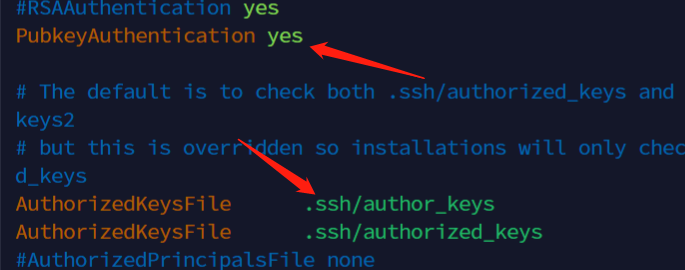 #RSAAuthentication yes
PubkeyAuthentication yes
# The default is to check both .ssh/authorized_keys and
keys2
# but this is overridden so installations will only chec
d_keys
AuthorizedKeysFile .ssh/author_keys
AuthorizedKeysFile .ssh/authorized_keys
#AuthorizedPrincipalsFile none